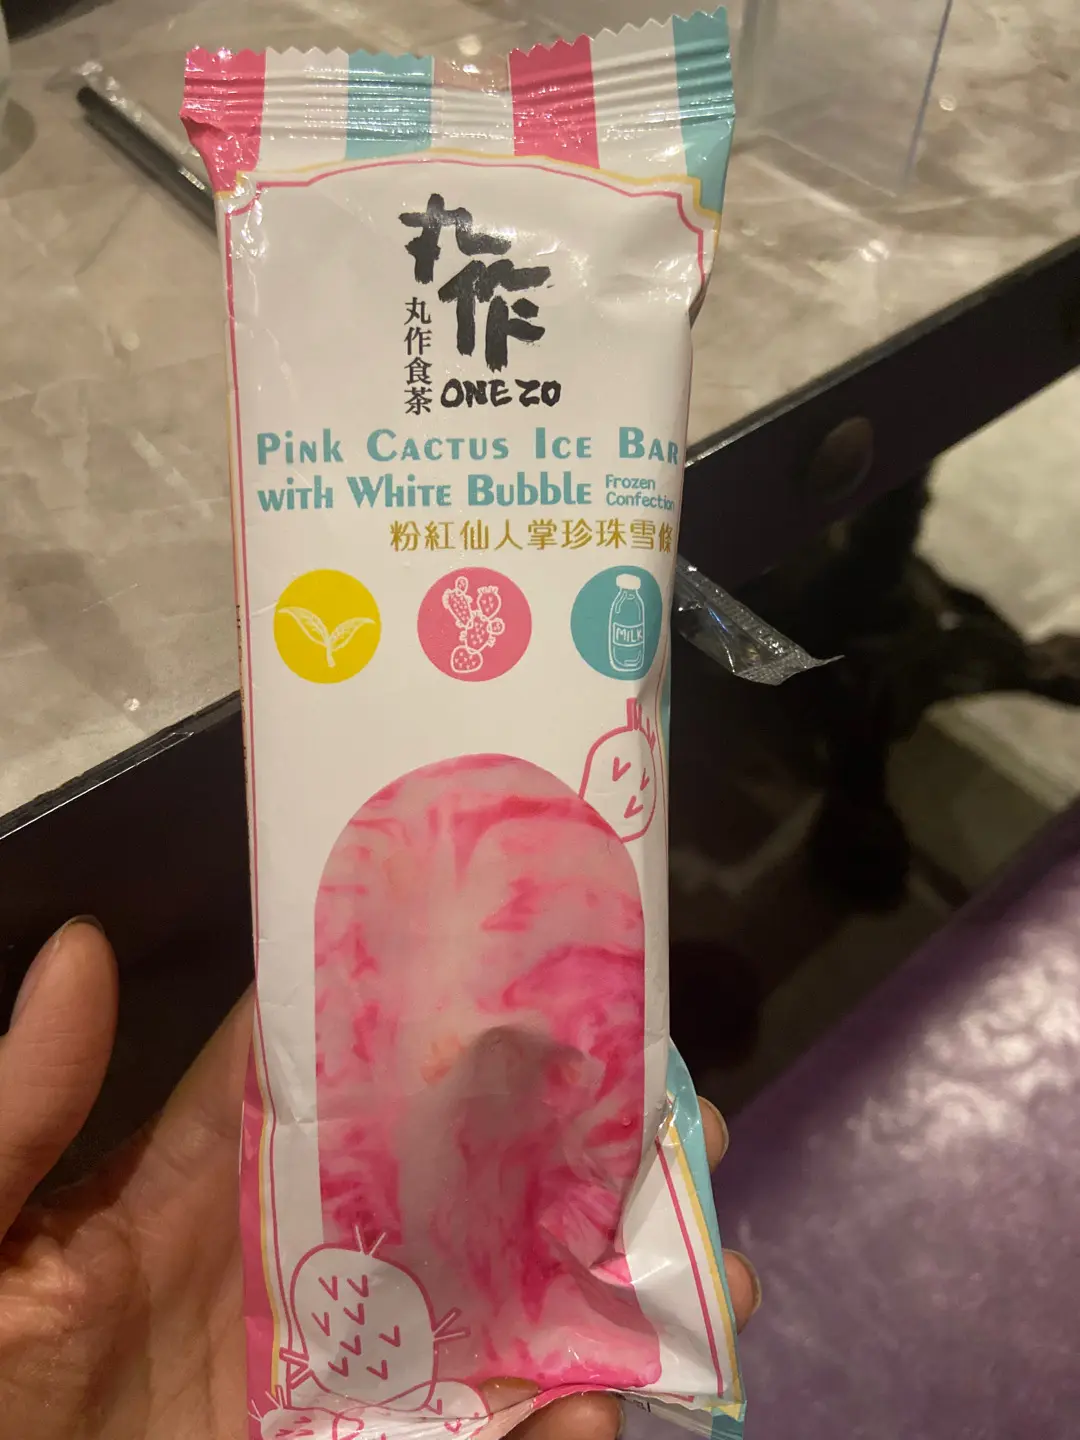 丸作
丸作食茶
ONE ZO
Pink Cactus Ice Bar
with White Bubble
Frozen
Confection
粉紅仙人掌珍珠雪條
MILK